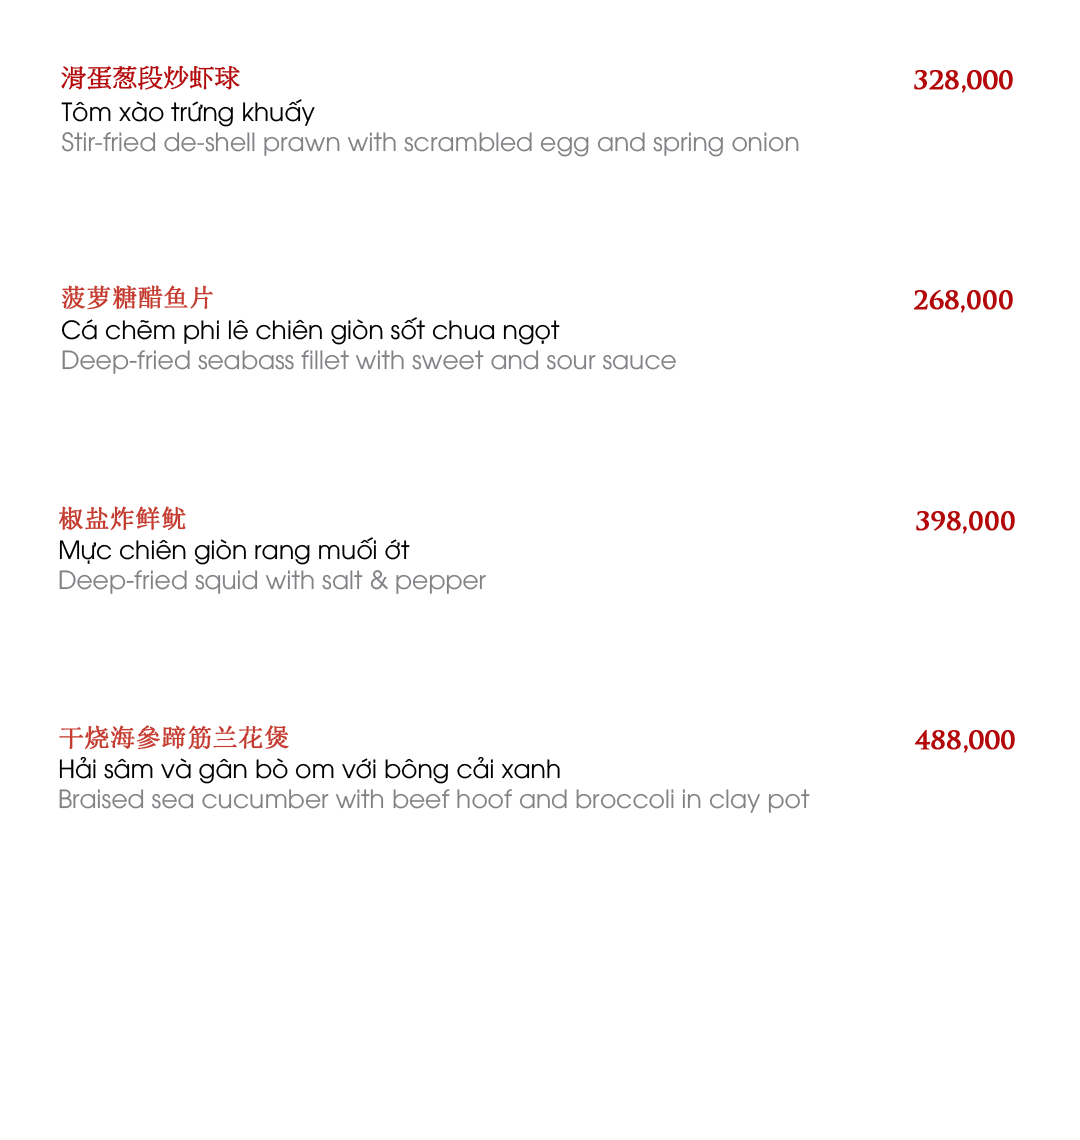 滑蛋葱段炒虾球 328,000
Tôm xào trứng khuấy
Stir-fried de-shell prawn with scrambled egg and spring onion
菠萝糖醋鱼片 268,000
Cá chẽm phi lê chiên giòn sốt chua ngọt
Deep-fried seabass fillet with sweet and sour sauce
椒盐炸鲜鱿 398,000
Mực chiên giòn rang muối ớt
Deep-fried squid with salt & pepper
干烧海參蹄筋兰花煲 488,000
Hải sâm và gân bò om với bông cải xanh
Braised sea cucumber with beef hoof and broccoli in clay pot